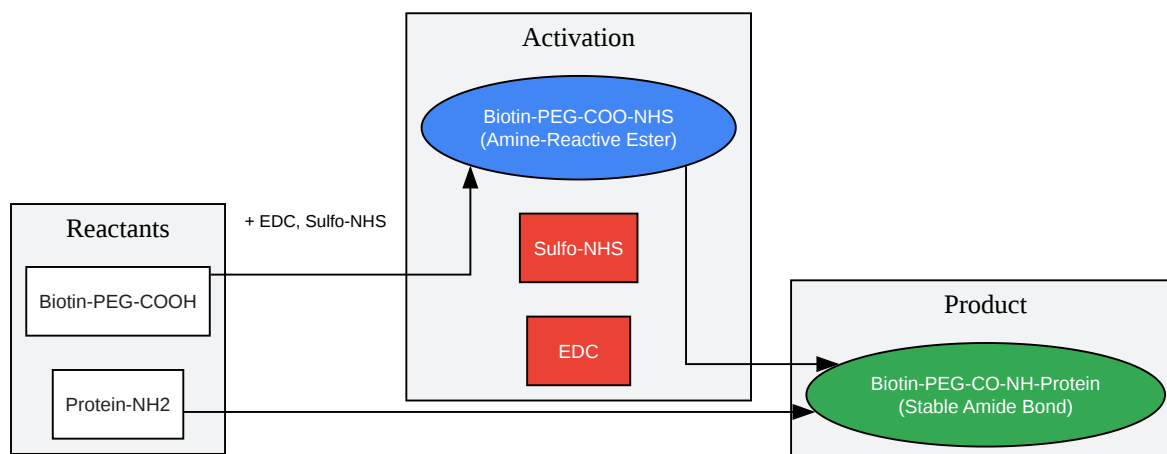 Activation
Biotin-PEG-COO-NHS
(Amine-Reactive Ester)
Reactants
+ EDC, Sulfo-NHS
Sulfo-NHS
Biotin-PEG-COOH
Product
EDC
Biotin-PEG-CO-NH-Protein
(Stable Amide Bond)
Protein-NH2